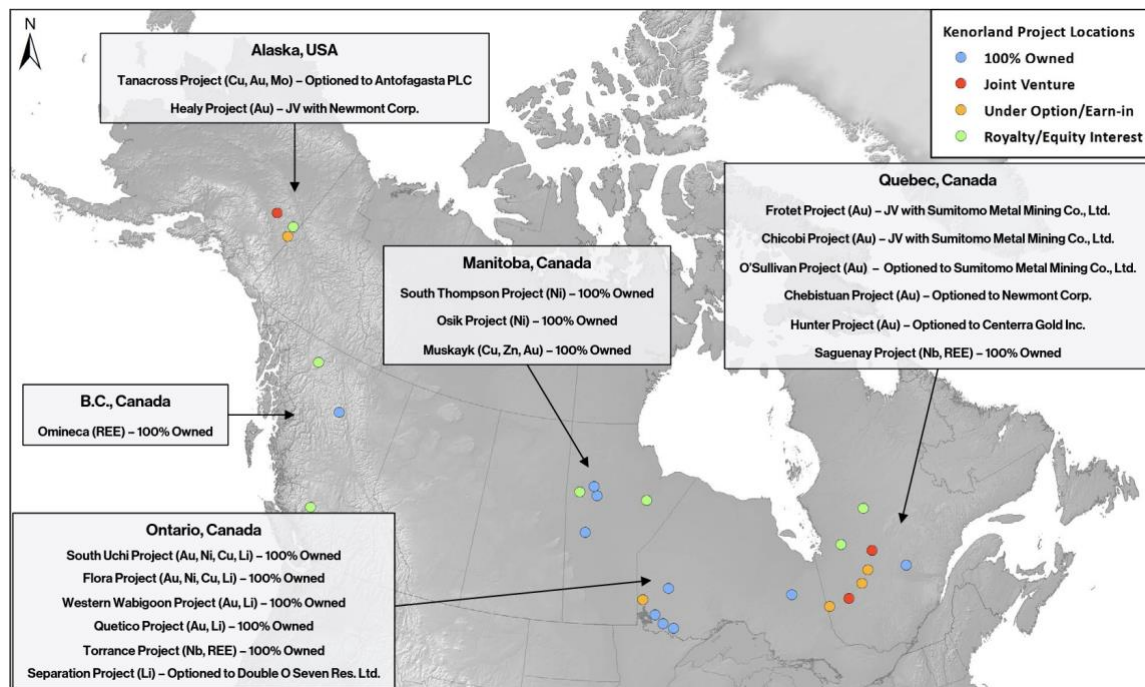 N
Alaska, USA
Tanacross Project (Cu, Au, Mo) – Optioned to Antofagasta PLC
Healy Project (Au) – JV with Newmont Corp.
Kenorland Project Locations
100% Owned
Joint Venture
Under Option/Earn-in
Royalty/Equity Interest
Quebec, Canada
Frotet Project (Au) – JV with Sumitomo Metal Mining Co., Ltd.
Chicobi Project (Au) – JV with Sumitomo Metal Mining Co., Ltd.
O'Sullivan Project (Au) – Optioned to Sumitomo Metal Mining Co., Ltd.
Chebistuan Project (Au) – Optioned to Newmont Corp.
Hunter Project (Au) – Optioned to Centerra Gold Inc.
Saguenay Project (Nb, REE) – 100% Owned
Manitoba, Canada
South Thompson Project (Ni) – 100% Owned
Osik Project (Ni) – 100% Owned
Muskayk (Cu, Zn, Au) – 100% Owned
B.C., Canada
Omineca (REE) – 100% Owned
Ontario, Canada
South Uchi Project (Au, Ni, Cu, Li) – 100% Owned
Flora Project (Au, Ni, Cu, Li) – 100% Owned
Western Wabigoon Project (Au, Li) – 100% Owned
Quetico Project (Au, Li) – 100% Owned
Torrance Project (Nb, REE) – 100% Owned
Separation Project (Li) – Optioned to Double O Seven Res. Ltd.